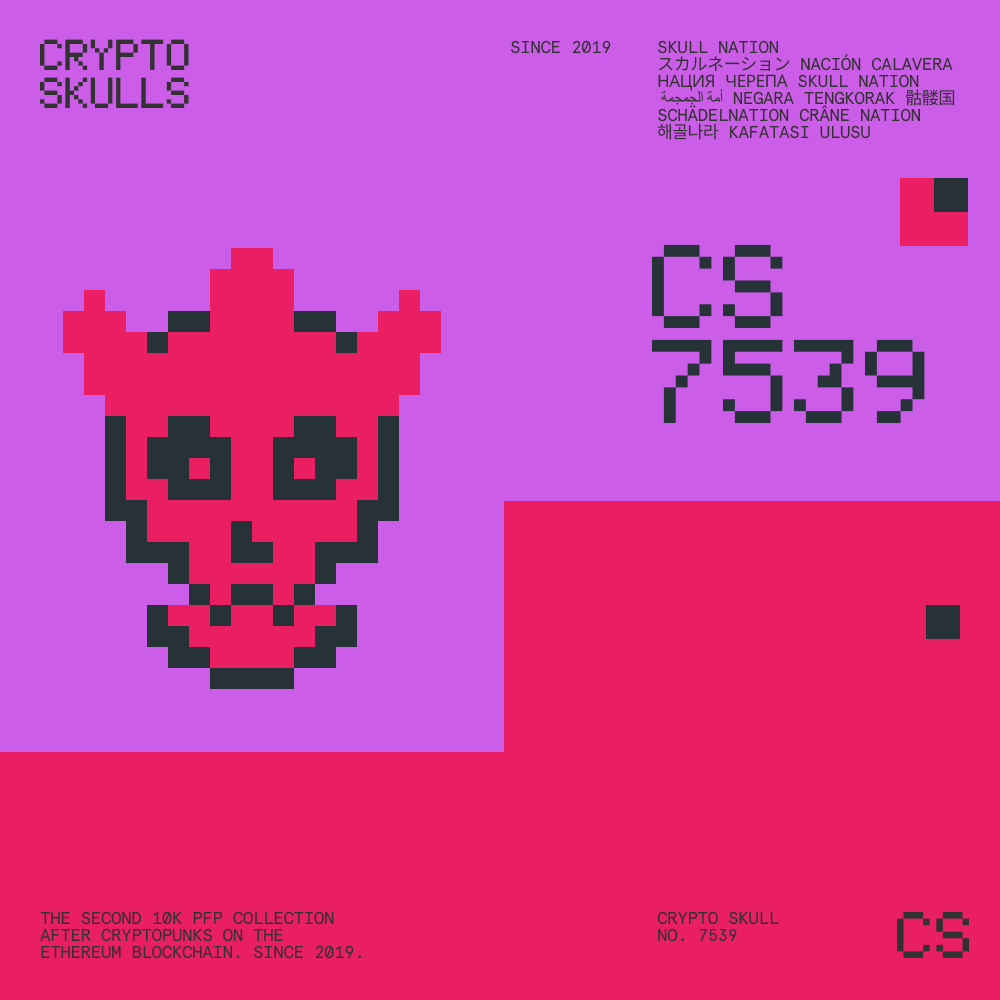 CRYPTO
SKULLS
SINCE 2019
SKULL NATION
スカルネーション NACIÓN CALAVERA
НАЦИЯ ЧЕРЕПА SKULL NATION
أمة الجمجمة NEGARA TENGKORAK 骷髅国
SCHÄDELNATION CRÂNE NATION
해골나라 KAFATASI ULUSU
CS
7539
THE SECOND 10K PFP COLLECTION
AFTER CRYPTOPUNKS ON THE
ETHEREUM BLOCKCHAIN. SINCE 2019.
CRYPTO SKULL
NO. 7539
CS